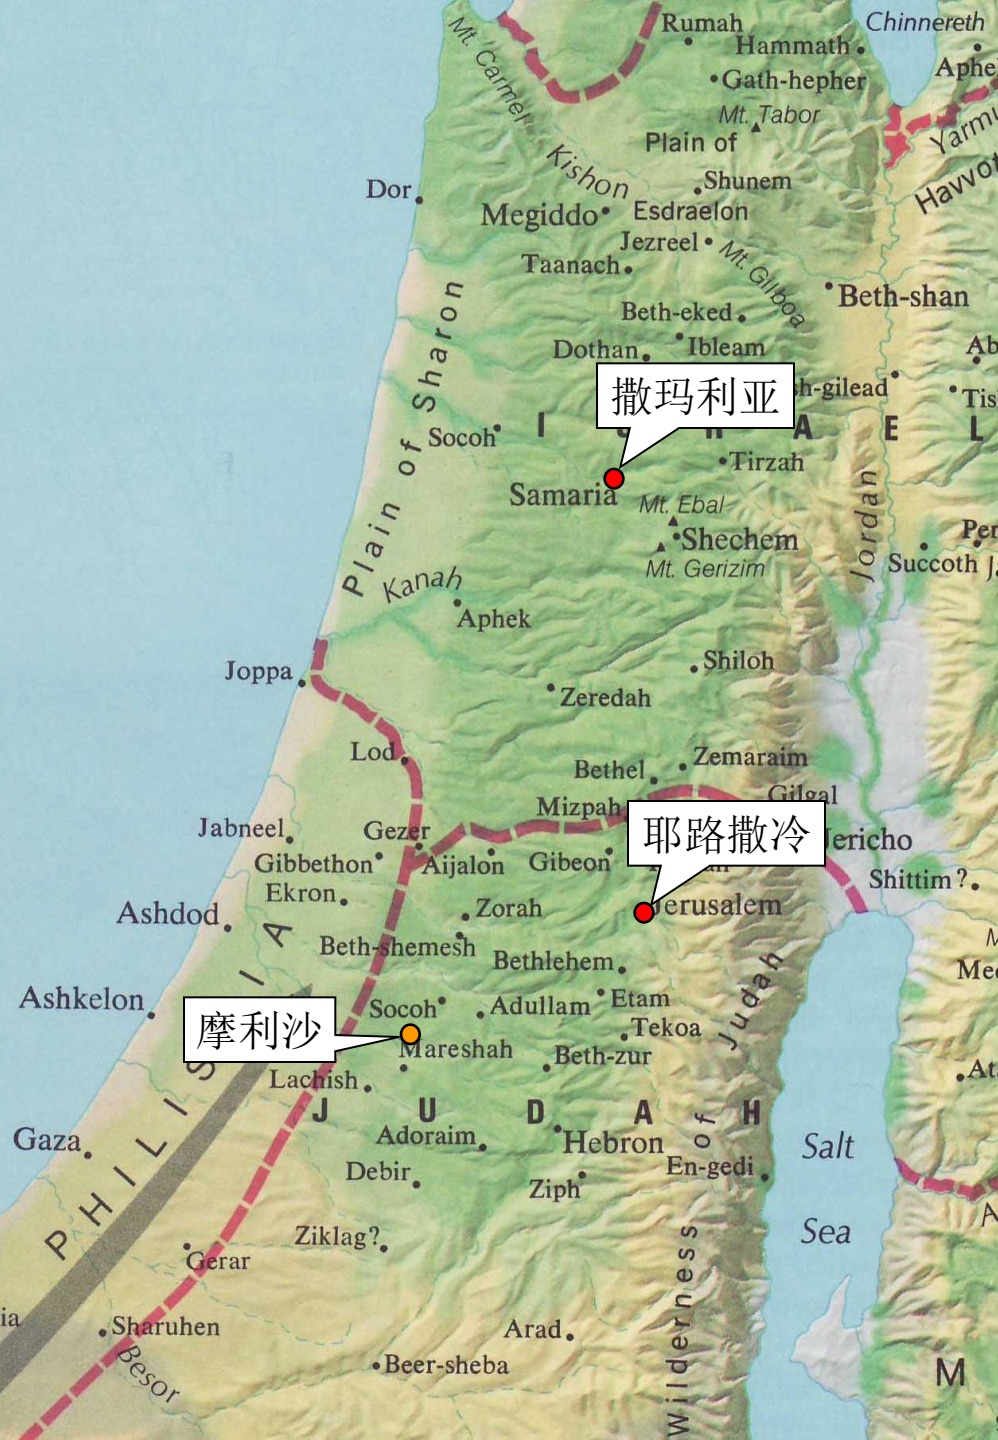 Rumah
Chinnereth
Mt. Carmel
Hammath
Gath-hepher
Aphe
Mt. Tabor
Yarmu
Plain of
Kishon
Shunem
Havvot
Dor
Megiddo
Esdraelon
Jezreel
Taanach
Mt. Gilboa
Beth-shan
Plain of Sharon
Beth-eked
Dothan
Ibleam
Ab
撒玛利亚
sh-gilead
Tis
Socoh
I
A E L
Tirzah
Samaria
Mt. Ebal
Jordan
Shechem
Per
Mt. Gerizim
Succoth J.
Kanah
Aphek
Joppa
Shiloh
Zeredah
Lod
Bethel
Zemaraim
Mizpah
Gilgal
耶路撒冷
Jabneel
Gezer
Jericho
Gibbethon
Aijalon
Gibeon
Shittim?
Ekron
Ashdod
Zorah
Jerusalem
Beth-shemesh
Bethlehem
M
Mee
Ashkelon
Socoh
Adullam
Etam
摩利沙
Tekoa
Mareshah
Beth-zur
Lachish
At
PHILISTIA
J U D A H
Gaza
Adoraim
Hebron
Salt
Sea
Debir
Ziph
En-gedi
A
Ziklag?
Gerar
Wilderness of Judah
ia
Sharuhen
Arad
Besor
Beer-sheba
M